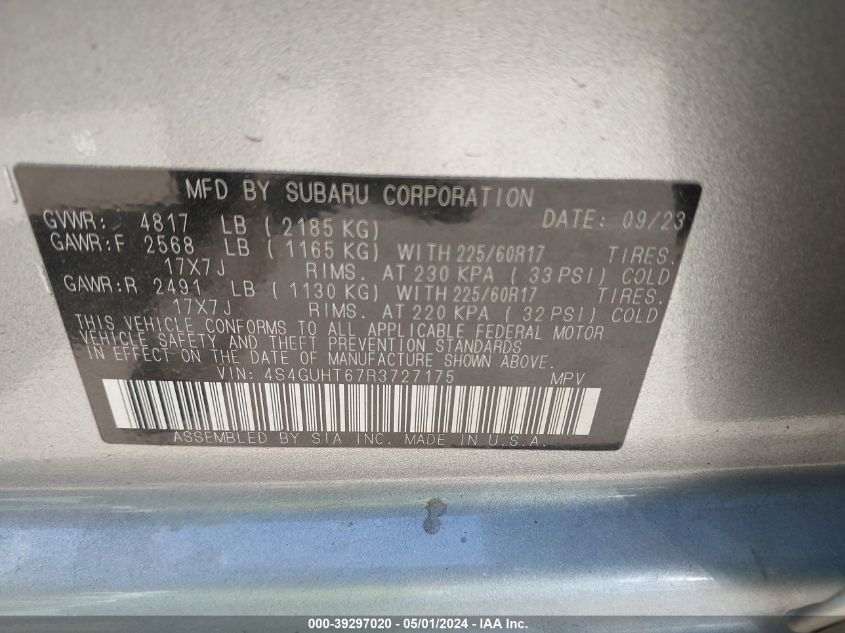 MFD BY SUBARU CORPORATION
GVWR: 4817 LB ( 2185 KG) DATE: 09/23
GAWR:F 2568 LB ( 1165 KG) WITH 225/60R17 TIRES.
17X7J RIMS. AT 230 KPA ( 33 PSI) COLD
GAWR:R 2491 LB ( 1130 KG) WITH 225/60R17 TIRES.
17X7J RIMS. AT 220 KPA ( 32 PSI) COLD
THIS VEHICLE CONFORMS TO ALL APPLICABLE FEDERAL MOTOR
VEHICLE SAFETY AND THEFT PREVENTION STANDARDS
IN EFFECT ON THE DATE OF MANUFACTURE SHOWN ABOVE.
VIN: 4S4GUHT67R3727175 MPV
ASSEMBLED BY SIA INC. MADE IN U.S.A.
000-39297020 - 05/01/2024 - IAA Inc.